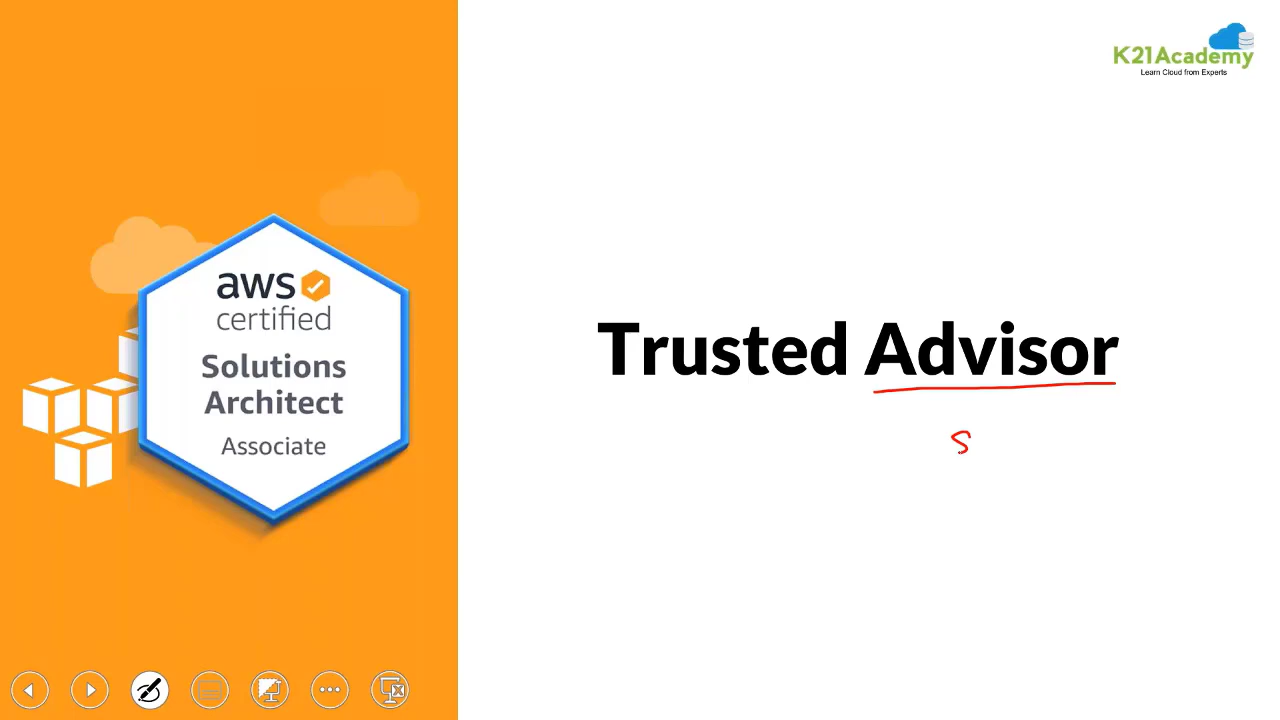 K21Academy
Learn Cloud from Experts
aws
certified
Solutions
Architect
Associate
Trusted Advisor
S